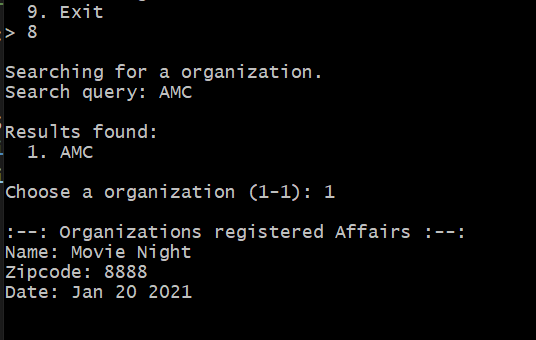 9. Exit
> 8
Searching for a organization.
Search query: AMC
Results found:
1. AMC
Choose a organization (1-1): 1
:--: Organizations registered Affairs :--:
Name: Movie Night
Zipcode: 8888
Date: Jan 20 2021